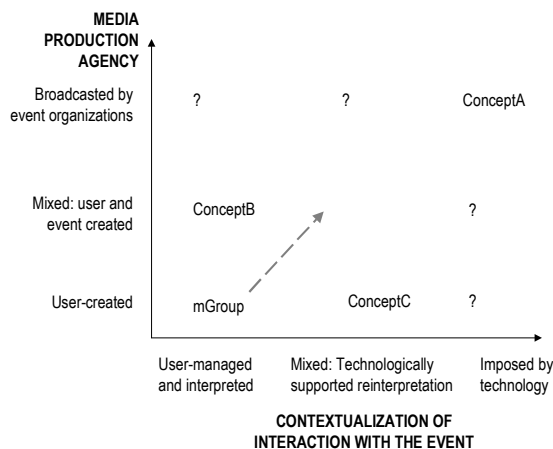 MEDIA
PRODUCTION
AGENCY
Broadcasted by
event organizations
? ? ConceptA
Mixed: user and
event created
ConceptB ?
User-created
mGroup ConceptC ?
User-managed
and interpreted
Mixed: Technologically
supported reinterpretation
Imposed by
technology
CONTEXTUALIZATION OF
INTERACTION WITH THE EVENT